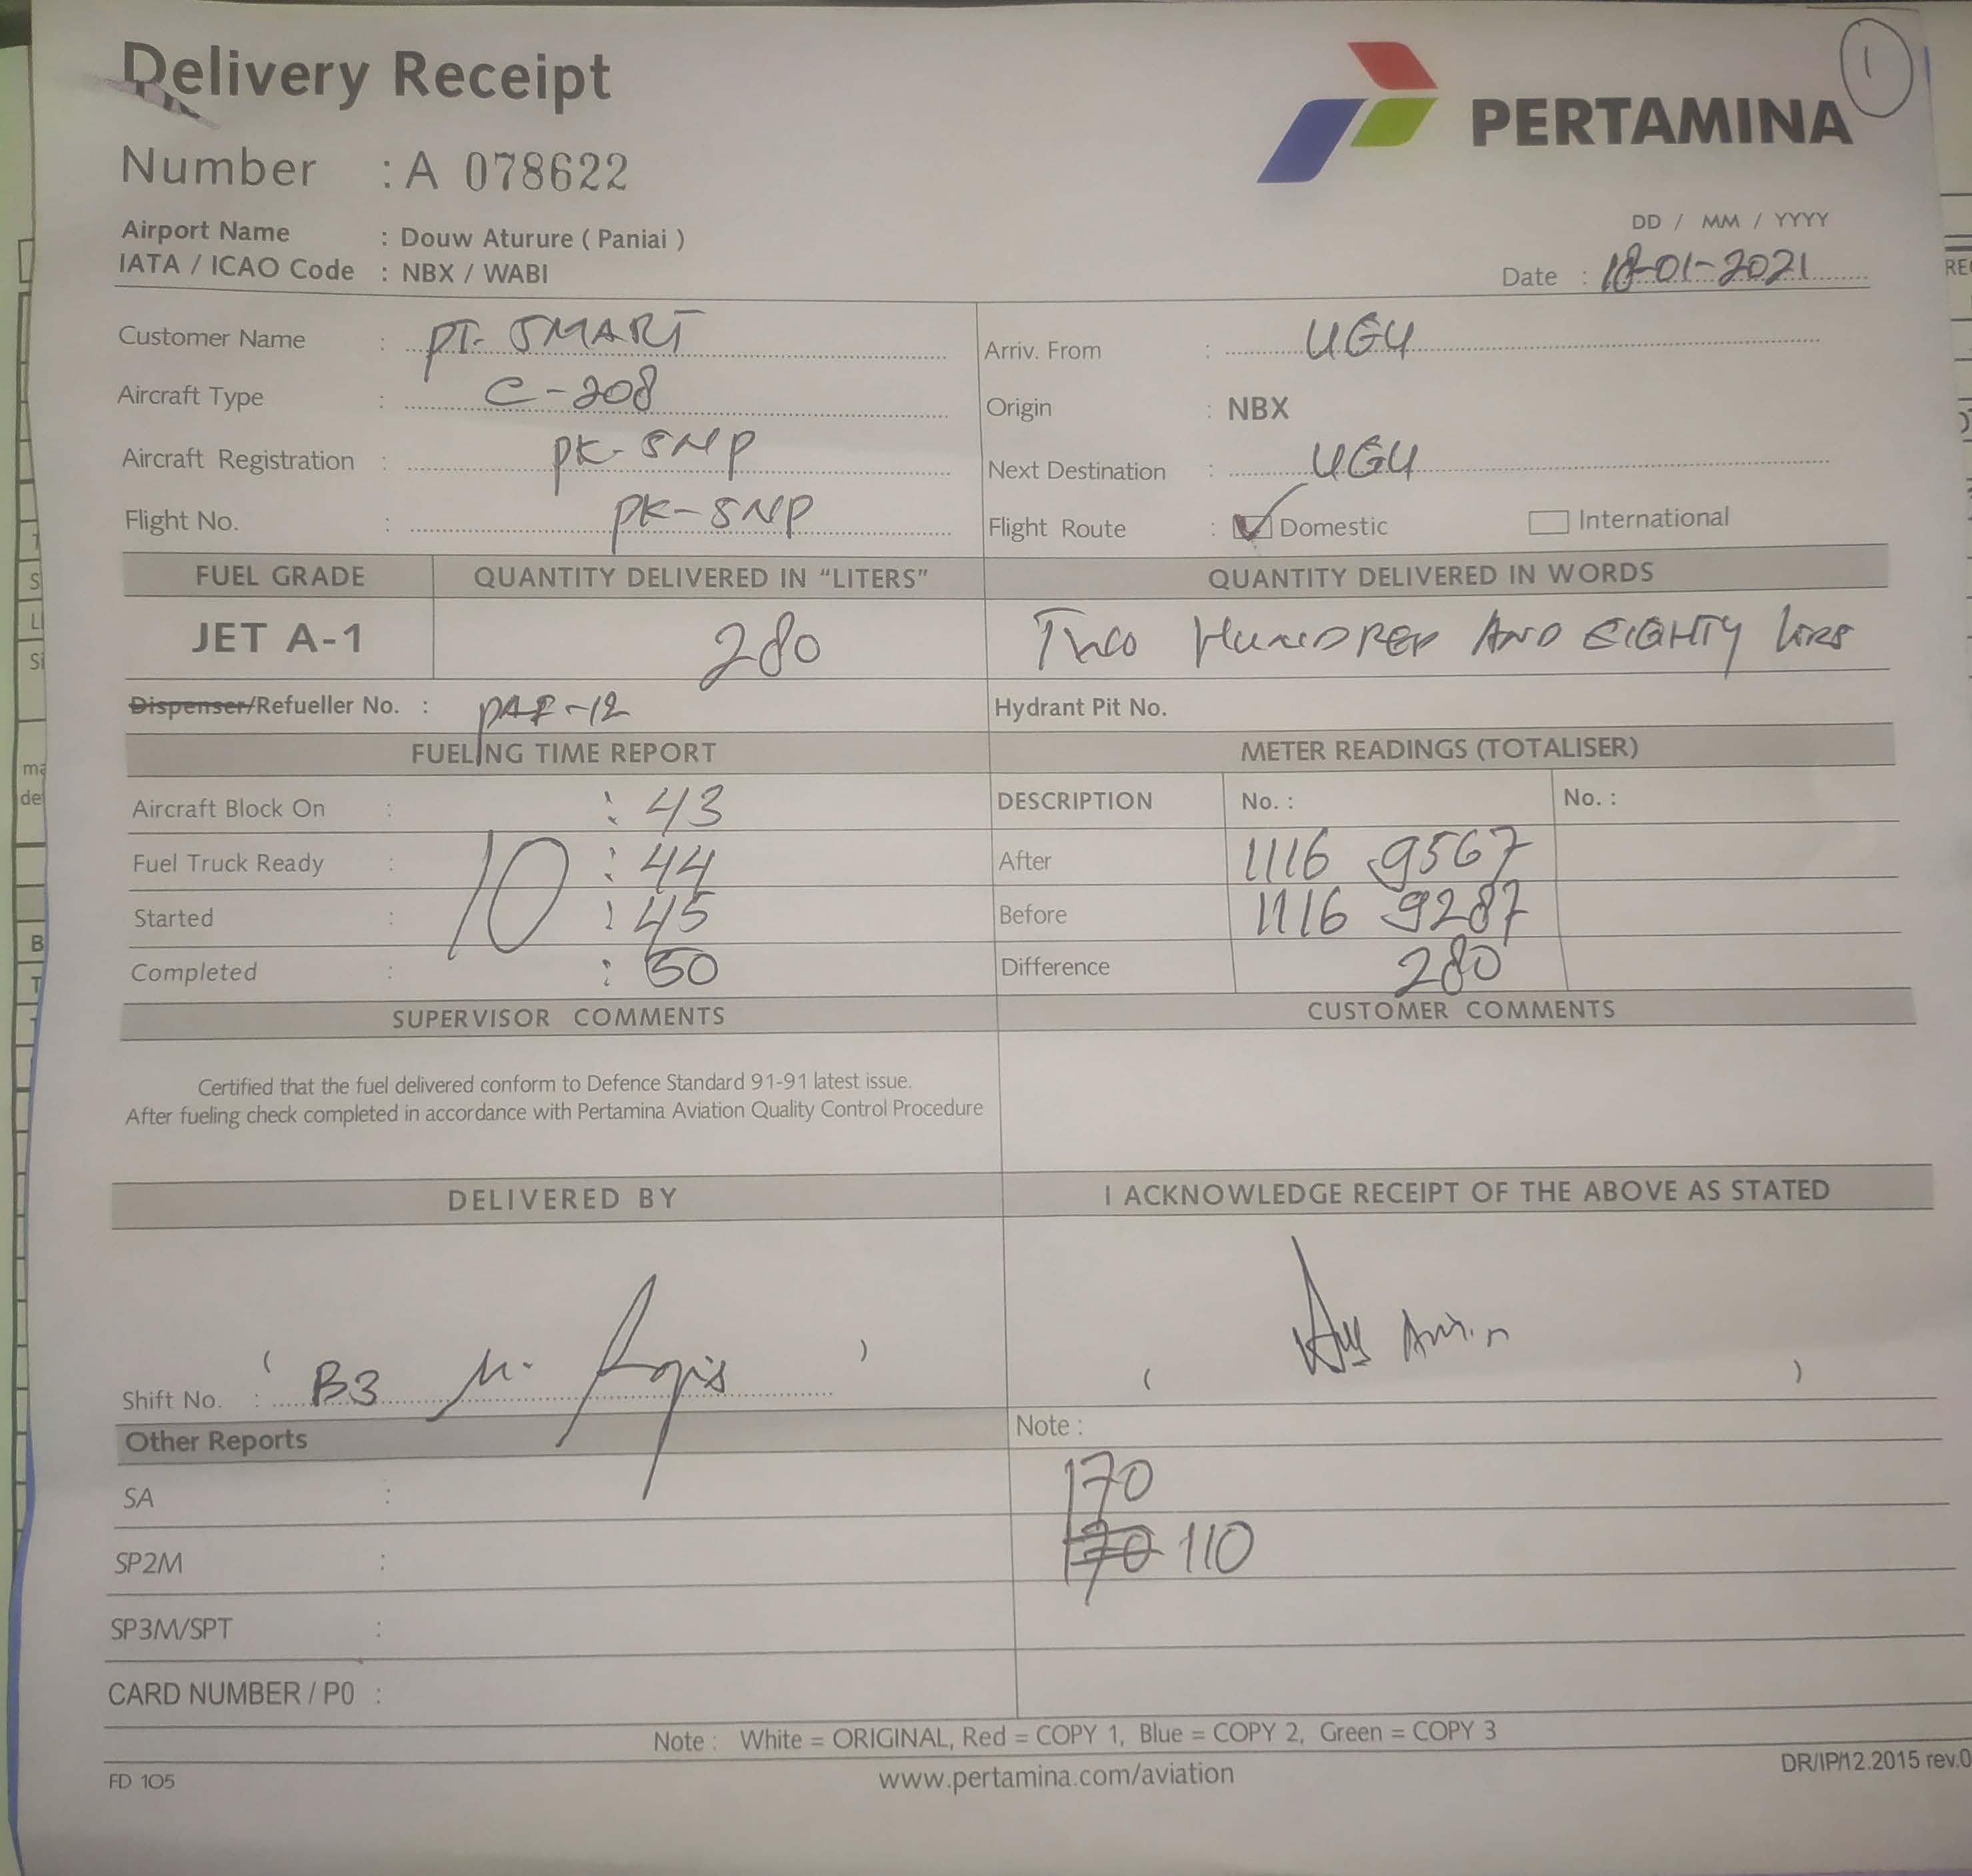 Delivery Receipt
PERTAMINA
1
Number : A 078622
Airport Name : Douw Aturure ( Paniai )
IATA / ICAO Code : NBX / WABI
DD / MM / YYYY
Date : 18-01-2021
Customer Name : PT. SMART
Arriv. From : UGU
Aircraft Type : C-208
Origin : NBX
Aircraft Registration : PK-SNP
Next Destination : UGU
Flight No. : PK-SNP
Flight Route : Domestic International
FUEL GRADE QUANTITY DELIVERED IN “LITERS” QUANTITY DELIVERED IN WORDS
JET A-1 280 TWO HUNDRED AND EIGHTY
Dispenser/Refueller No. : PAF-12
Hydrant Pit No.
FUELING TIME REPORT METER READINGS (TOTALISER)
Aircraft Block On : : 43
DESCRIPTION No. : No. :
Fuel Truck Ready : 10 : 44
After 1116 9567
Started : : 45
Before 1116 9287
Completed : : 50
Difference 280
SUPERVISOR COMMENTS CUSTOMER COMMENTS
Certified that the fuel delivered conform to Defence Standard 91-91 latest issue.
After fueling check completed in accordance with Pertamina Aviation Quality Control Procedure
DELIVERED BY I ACKNOWLEDGE RECEIPT OF THE ABOVE AS STATED
Shift No. : ( B3 M. )
( )
Other Reports
Note :
SA :
170
SP2M :
170 110
SP3M/SPT :
CARD NUMBER / P0 :
Note : White = ORIGINAL, Red = COPY 1, Blue = COPY 2, Green = COPY 3
FD 105
www.pertamina.com/aviation
DR/IP/12.2015 rev.0